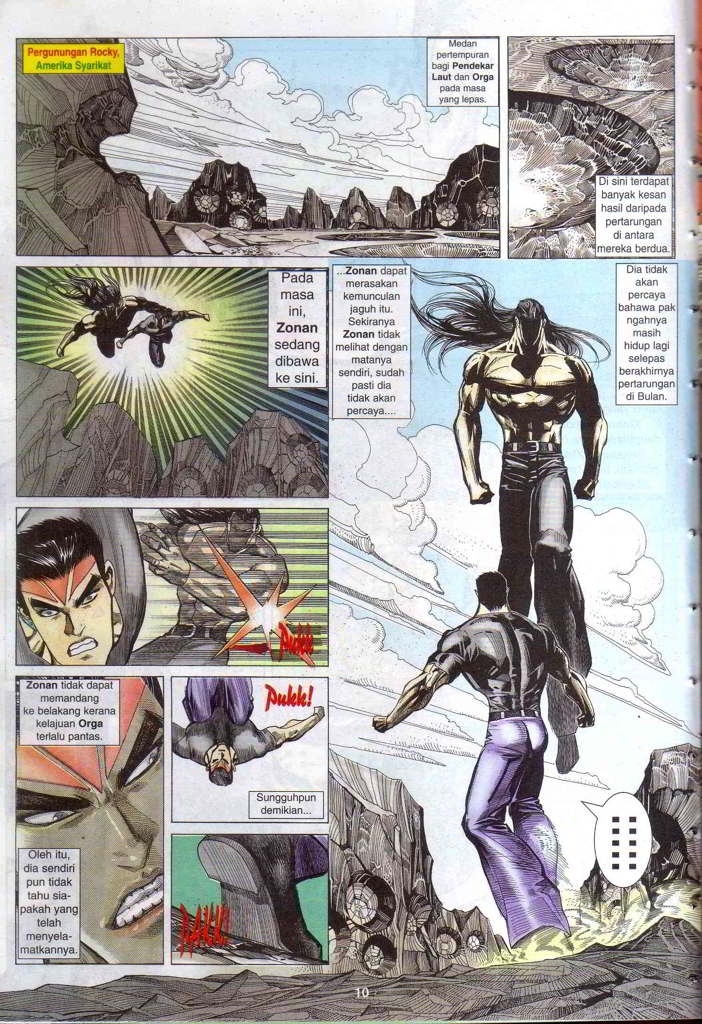 Pergunungan Rocky,
Amerika Syarikat
Medan
pertempuran
bagi Pendekar
Laut dan Orga
pada masa
yang lepas.
Di sini terdapat
banyak kesan
hasil daripada
pertarungan
di antara
mereka berdua.
Pada
masa
ini,
Zonan
sedang
dibawa
ke sini.
...Zonan dapat
merasakan
kemunculan
jaguh itu.
Sekiranya
Zonan tidak
melihat dengan
matanya
sendiri, sudah
pasti dia
tidak akan
percaya....
Dia tidak
akan
percaya
bahawa pak
ngahnya
masih
hidup lagi
selepas
berakhirnya
pertarungan
di Bulan.
Pukk!
Zonan tidak dapat
memandang
ke belakang kerana
kelajuan Orga
terlalu pantas.
Oleh itu,
dia sendiri
pun tidak
tahu sia-
pakah yang
telah
menyela-
matkannya.
Pukk!
Sungguhpun
demikian...
10